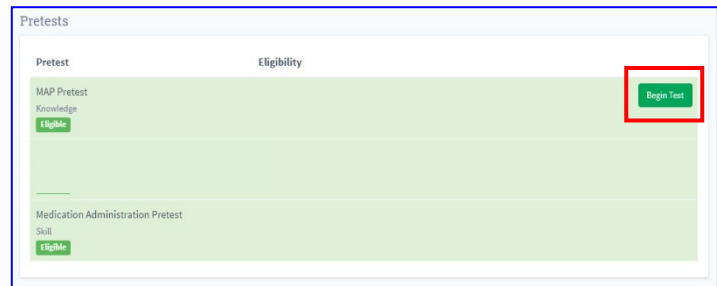 Pretests
Pretest Eligibility
MAP Pretest
Begin Test
Knowledge
Eligible
Medication Administration Pretest
Skill
Eligible